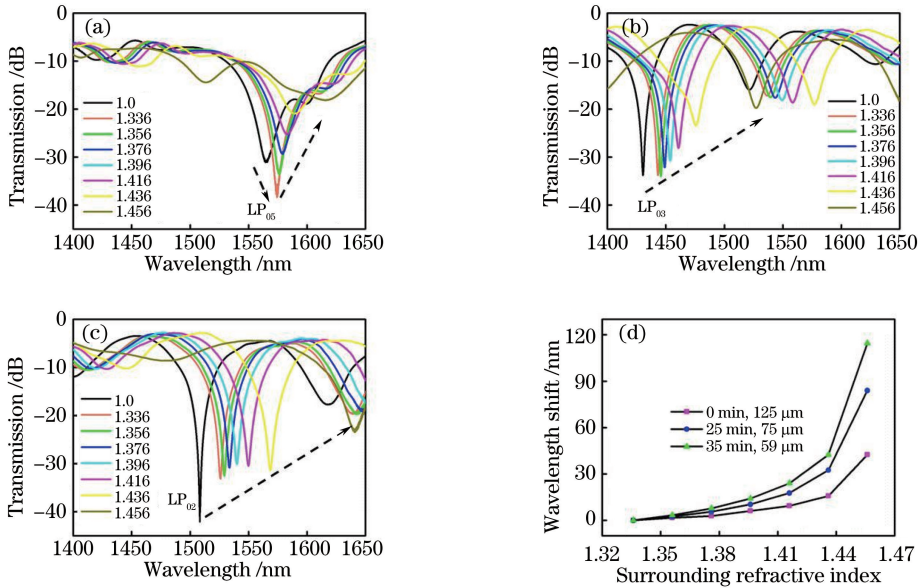 (a)
0
−10
−20
−30
−40
Transmission /dB
1.0
1.336
1.356
1.376
1.396
1.416
1.436
1.456
LP05
1400 1450 1500 1550 1600 1650
Wavelength /nm
(b)
0
−10
−20
−30
−40
Transmission /dB
1.0
1.336
1.356
1.376
1.396
1.416
1.436
1.456
LP03
1400 1450 1500 1550 1600 1650
Wavelength /nm
(c)
0
−10
−20
−30
−40
Transmission /dB
1.0
1.336
1.356
1.376
1.396
1.416
1.436
1.456
LP02
1400 1450 1500 1550 1600 1650
Wavelength /nm
(d)
120
90
60
30
0
Wavelength shift /nm
0 min, 125 μm
25 min, 75 μm
35 min, 59 μm
1.32 1.35 1.38 1.41 1.44 1.47
Surrounding refractive index